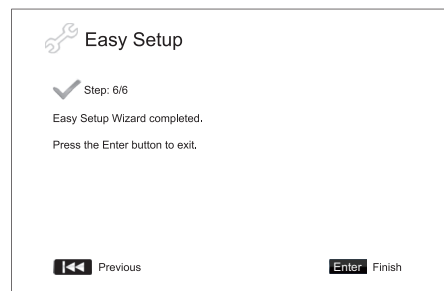 Easy Setup
Step: 6/6
Easy Setup Wizard completed.
Press the Enter button to exit.
Previous
Enter Finish